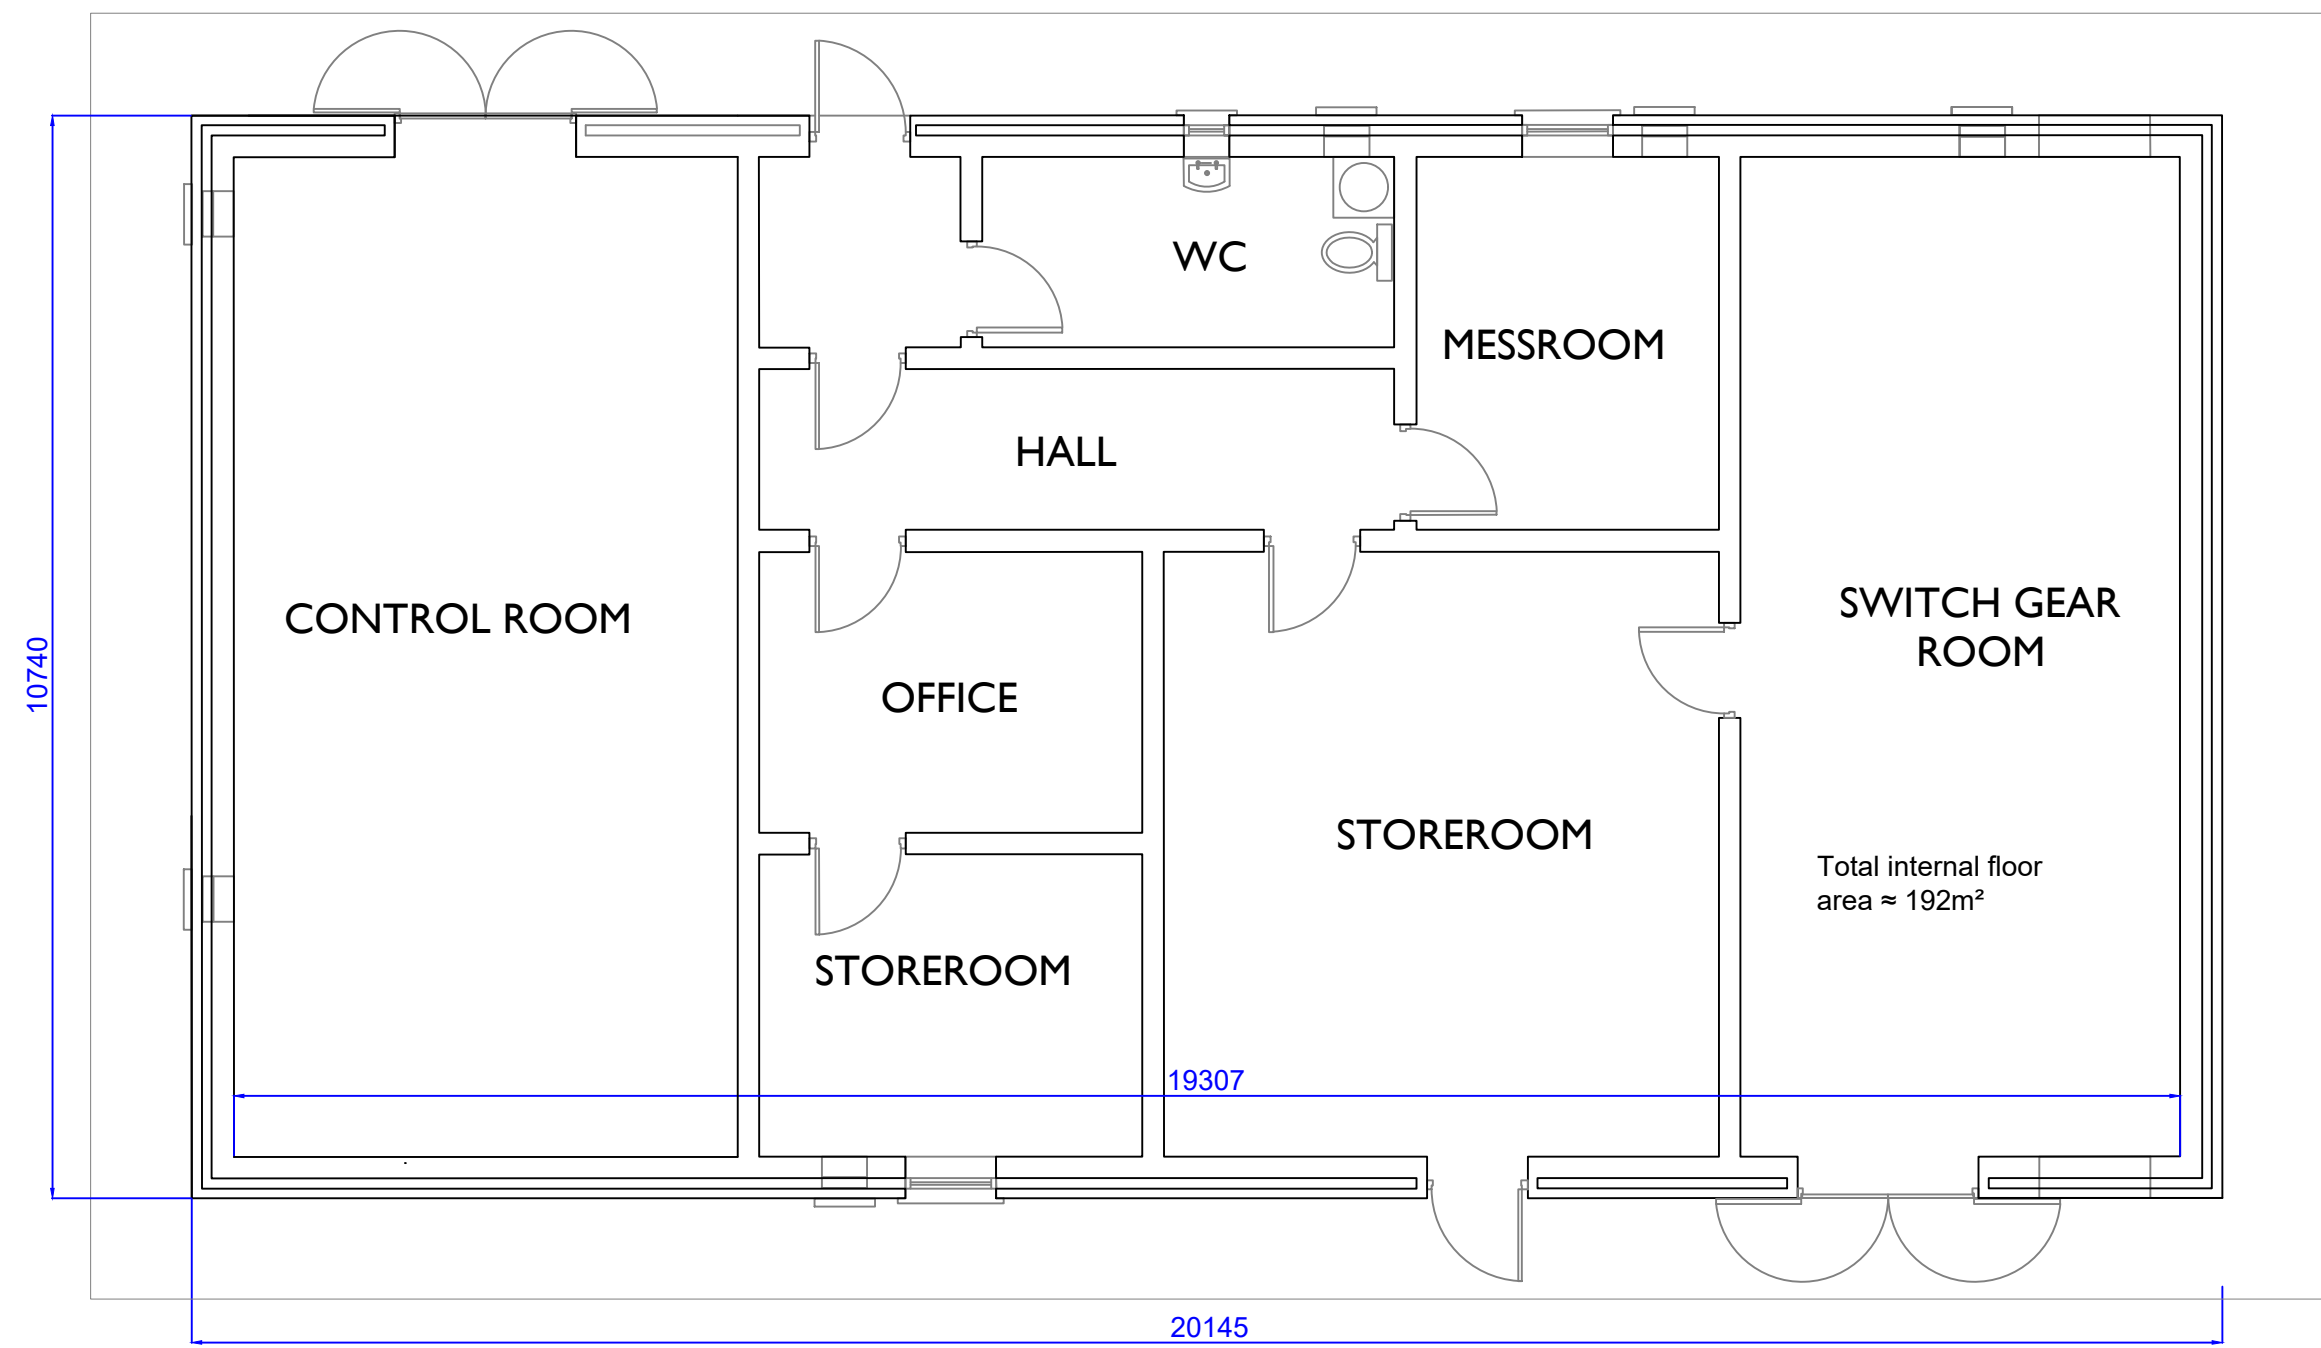 WC
MESSROOM
HALL
CONTROL ROOM
SWITCH GEAR
ROOM
10740
OFFICE
STOREROOM
Total internal floor
area ≈ 192m²
STOREROOM
19307
20145